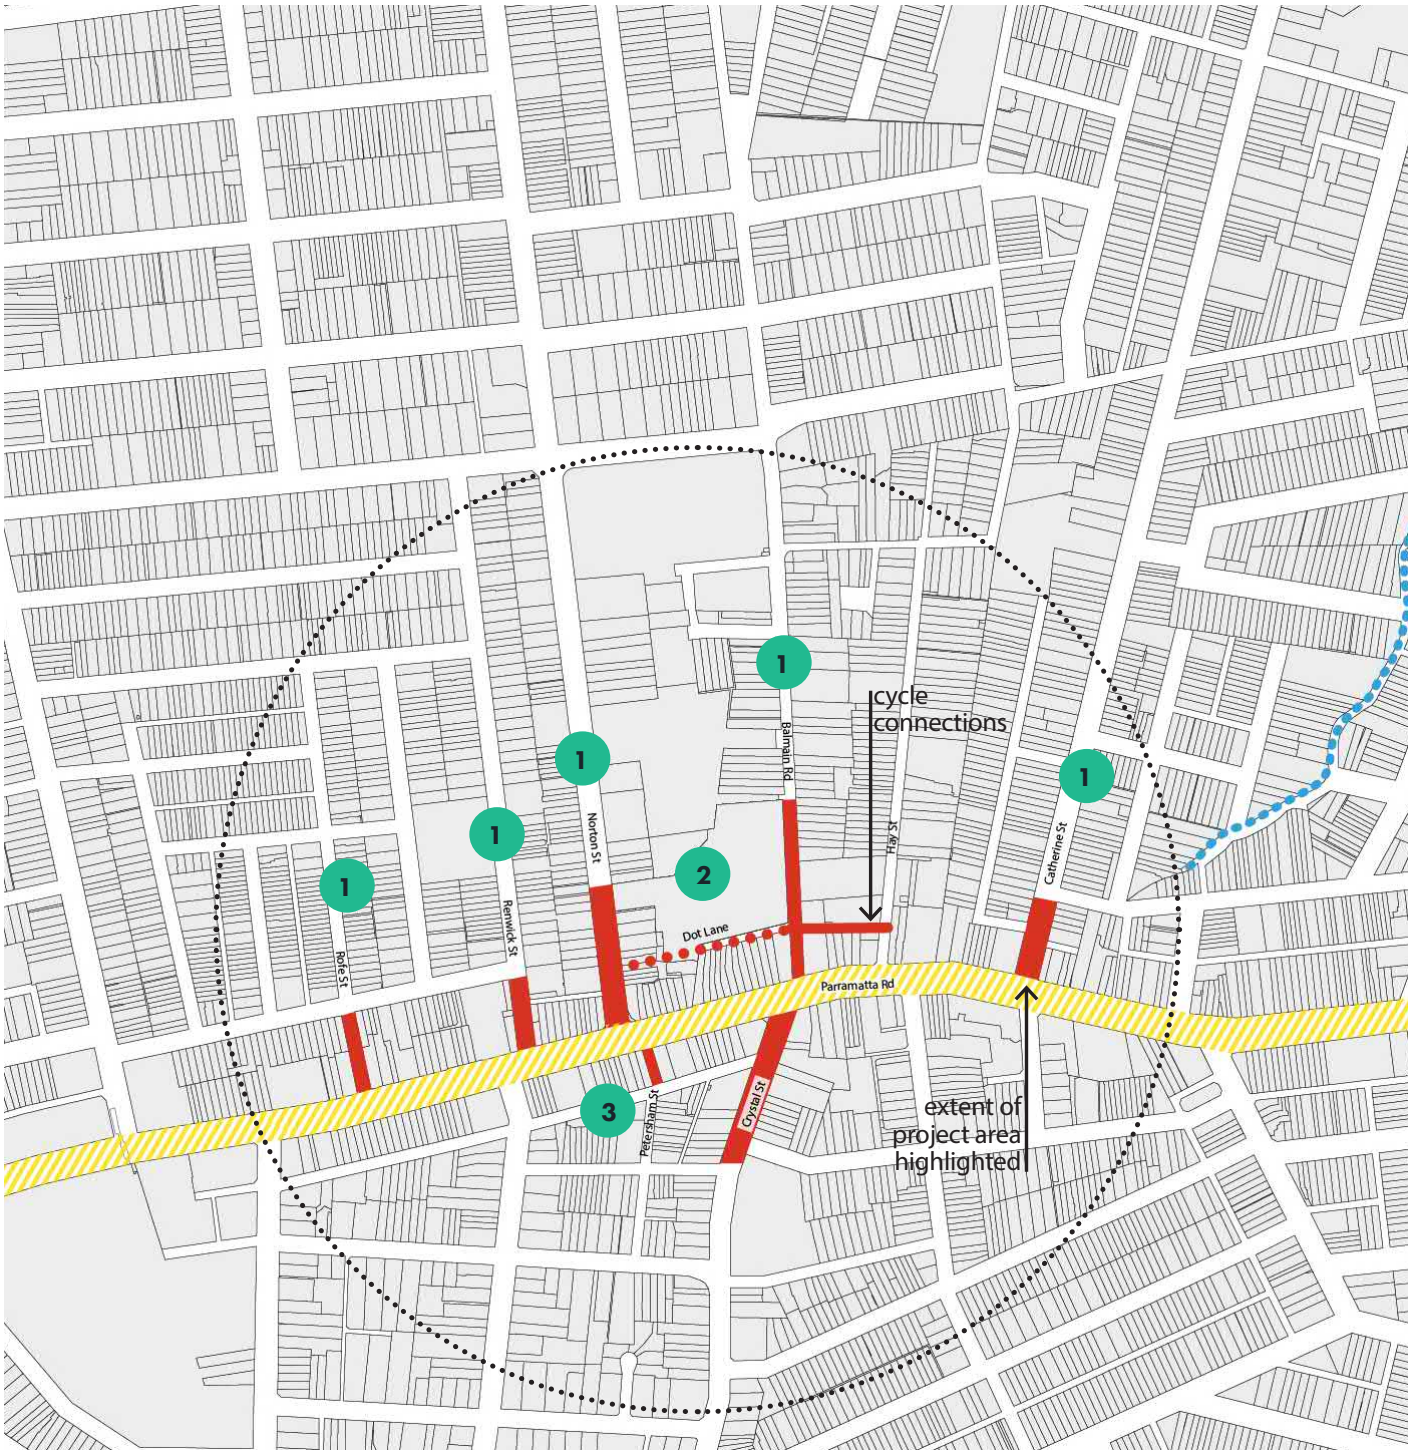 1
cycle
connections
Balmain Rd
1
1
Norton St
1
Hay St
Catherine St
2
1
Renwick St
Dot Lane
Rofe St
Parramatta Rd
Crystal St
3
Petersham St
extent of
project area
highlighted